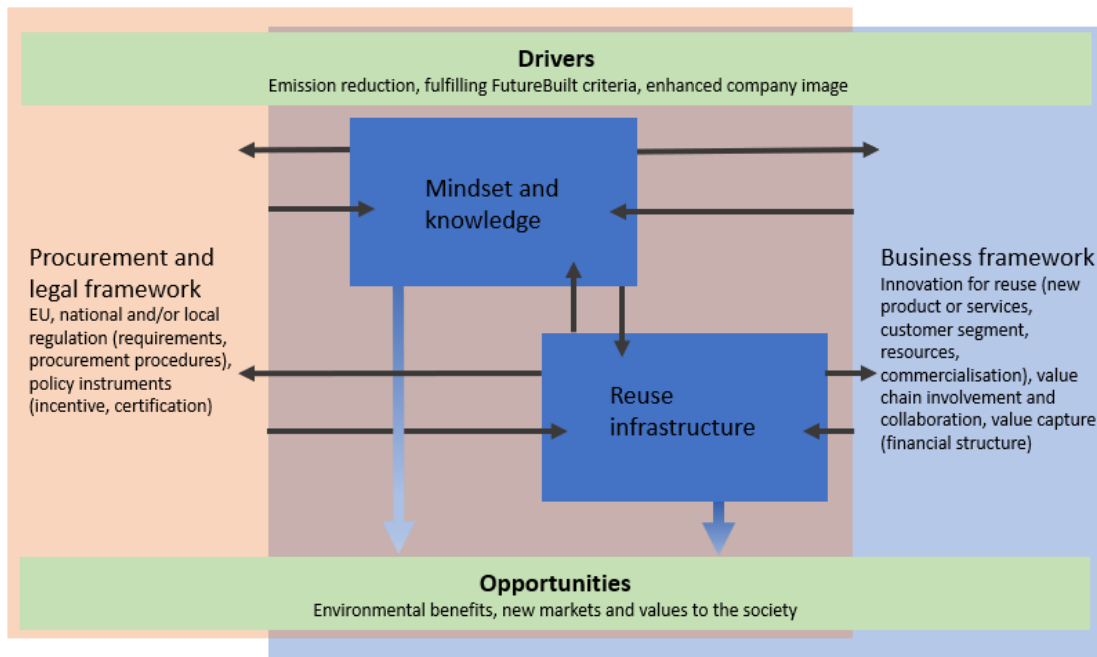 Drivers
Emission reduction, fulfilling FutureBuilt criteria, enhanced company image
Mindset and
knowledge
Procurement and
legal framework
EU, national and/or local
regulation (requirements,
procurement procedures),
policy instruments
(incentive, certification)
Business framework
Innovation for reuse (new
product or services,
customer segment,
resources,
commercialisation), value
chain involvement and
collaboration, value capture
(financial structure)
Reuse
infrastructure
Opportunities
Environmental benefits, new markets and values to the society